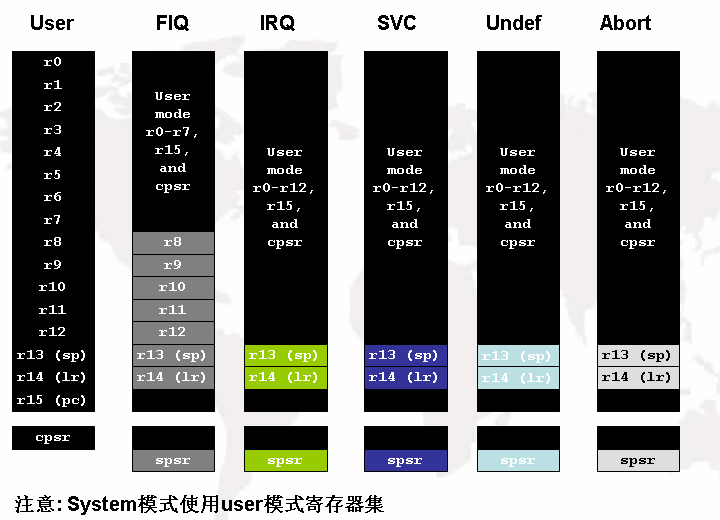 User
FIQ
IRQ
SVC
Undef
Abort
r0
r1
r2
r3
r4
r5
r6
r7
r8
r9
r10
r11
r12
r13 (sp)
r14 (lr)
r15 (pc)
cpsr
User
mode
r0-r7,
r15,
and
cpsr
r8
r9
r10
r11
r12
r13 (sp)
r14 (lr)
spsr
User
mode
r0-r12,
r15,
and
cpsr
r13 (sp)
r14 (lr)
spsr
User
mode
r0-r12,
r15,
and
cpsr
r13 (sp)
r14 (lr)
spsr
User
mode
r0-r12,
r15,
and
cpsr
r13 (sp)
r14 (lr)
spsr
User
mode
r0-r12,
r15,
and
cpsr
r13 (sp)
r14 (lr)
spsr
注意: System模式使用user模式寄存器集